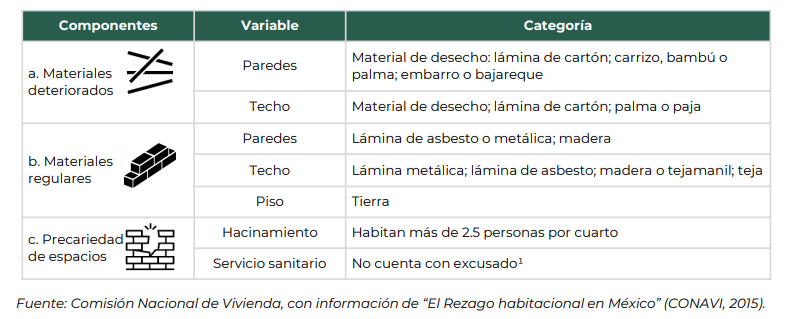 Componentes Variable Categoría
a. Materiales deteriorados
Paredes
Material de desecho: lámina de cartón; carrizo, bambú o
palma; embarro o bajareque
Techo
Material de desecho; lámina de cartón; palma o paja
b. Materiales regulares
Paredes
Lámina de asbesto o metálica; madera
Techo
Lámina metálica; lámina de asbesto; madera o tejamanil; teja
Piso
Tierra
c. Precariedad de espacios
Hacinamiento
Habitan más de 2.5 personas por cuarto
Servicio sanitario
No cuenta con excusado¹
Fuente: Comisión Nacional de Vivienda, con información de “El Rezago habitacional en México” (CONAVI, 2015).